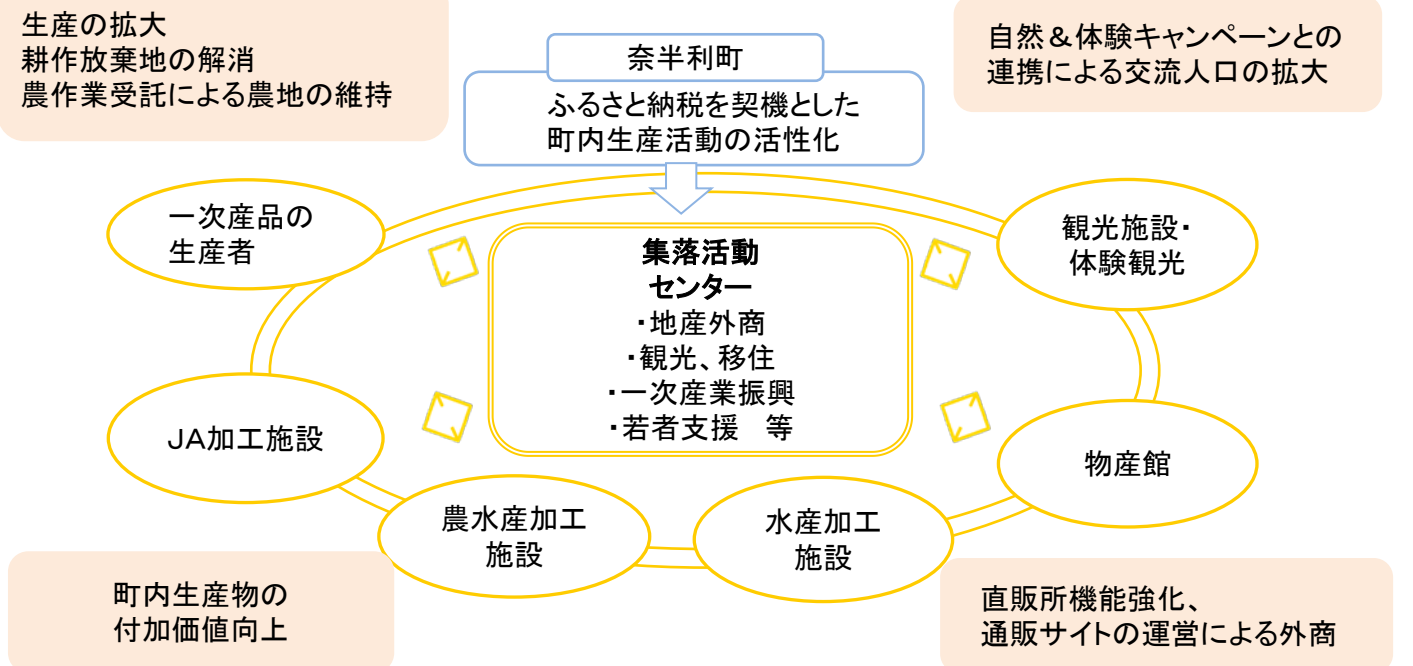 生産の拡大
耕作放棄地の解消
農作業受託による農地の維持
奈半利町
ふるさと納税を契機とした
町内生産活動の活性化
自然&体験キャンペーンとの
連携による交流人口の拡大
一次産品の
生産者
集落活動
センター
・地産外商
・観光、移住
・一次産業振興
・若者支援　等
観光施設・
体験観光
JA加工施設
物産館
農水産加工
施設
水産加工
施設
町内生産物の
付加価値向上
直販所機能強化、
通販サイトの運営による外商